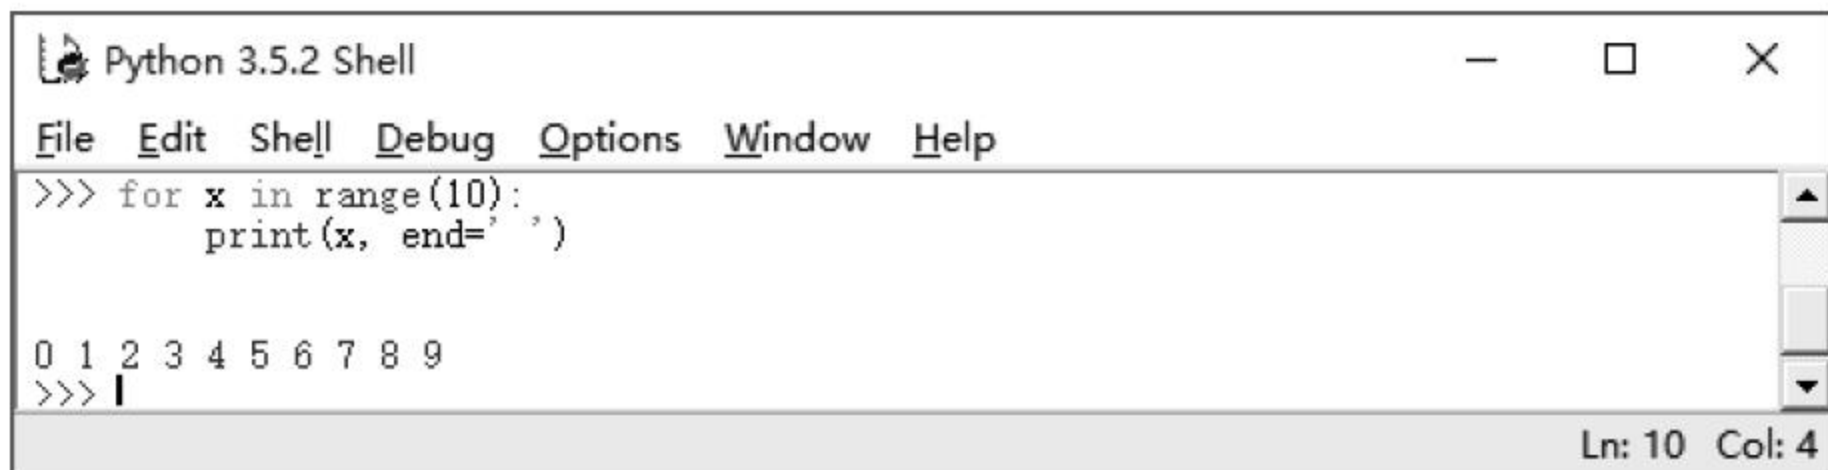 Python 3.5.2 Shell
File Edit Shell Debug Options Window Help
>>> for x in range(10):
        print(x, end=' ')
0 1 2 3 4 5 6 7 8 9
>>>
Ln: 10 Col: 4